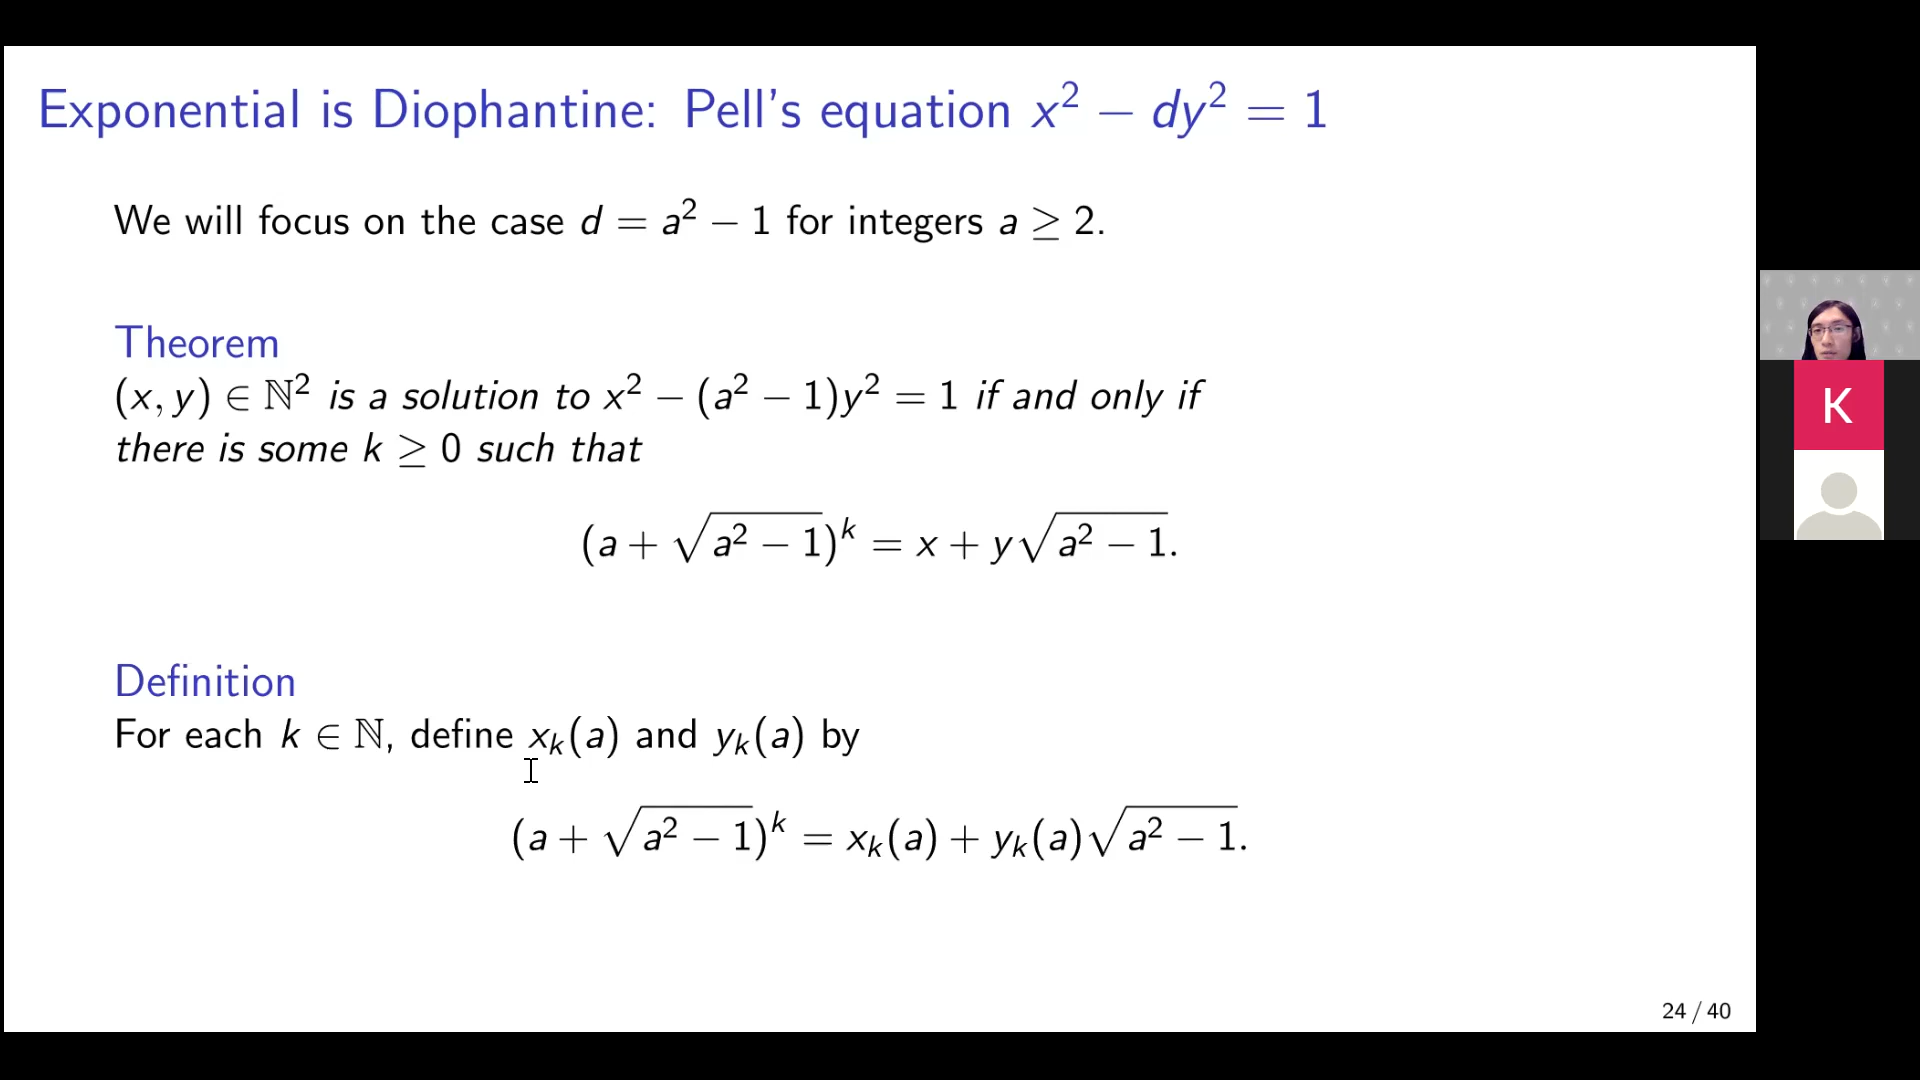 Exponential is Diophantine: Pell's equation x² − dy² = 1
We will focus on the case d = a² − 1 for integers a ≥ 2.
Theorem
(x, y) ∈ ℕ² is a solution to x² − (a² − 1)y² = 1 if and only if
there is some k ≥ 0 such that
(a + √(a² − 1))ᵏ = x + y√(a² − 1).
Definition
For each k ∈ ℕ, define xₖ(a) and yₖ(a) by
(a + √(a² − 1))ᵏ = xₖ(a) + yₖ(a)√(a² − 1).
24 / 40
K